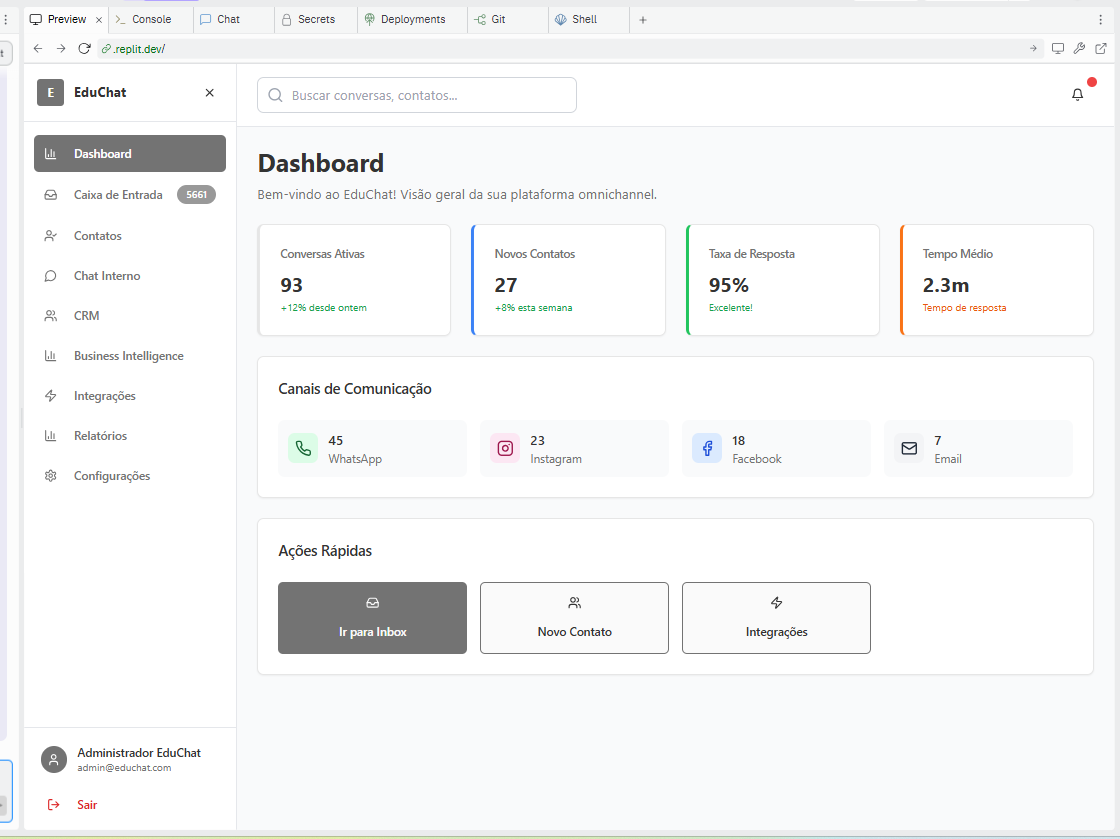 Preview
Console
Chat
Secrets
Deployments
Git
Shell
.replit.dev/
E EduChat
Buscar conversas, contatos...
Dashboard
Caixa de Entrada 5661
Contatos
Chat Interno
CRM
Business Intelligence
Integrações
Relatórios
Configurações
Administrador EduChat
admin@educhat.com
Sair
Dashboard
Bem-vindo ao EduChat! Visão geral da sua plataforma omnichannel.
Conversas Ativas
93
+12% desde ontem
Novos Contatos
27
+8% esta semana
Taxa de Resposta
95%
Excelente!
Tempo Médio
2.3m
Tempo de resposta
Canais de Comunicação
45
WhatsApp
23
Instagram
18
Facebook
7
Email
Ações Rápidas
Ir para Inbox
Novo Contato
Integrações